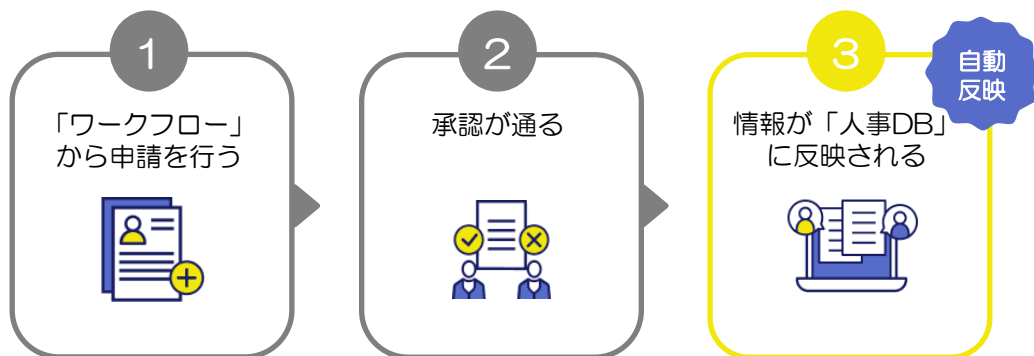 1
「ワークフロー」
から申請を行う
2
承認が通る
3
自動
反映
情報が「人事DB」
に反映される